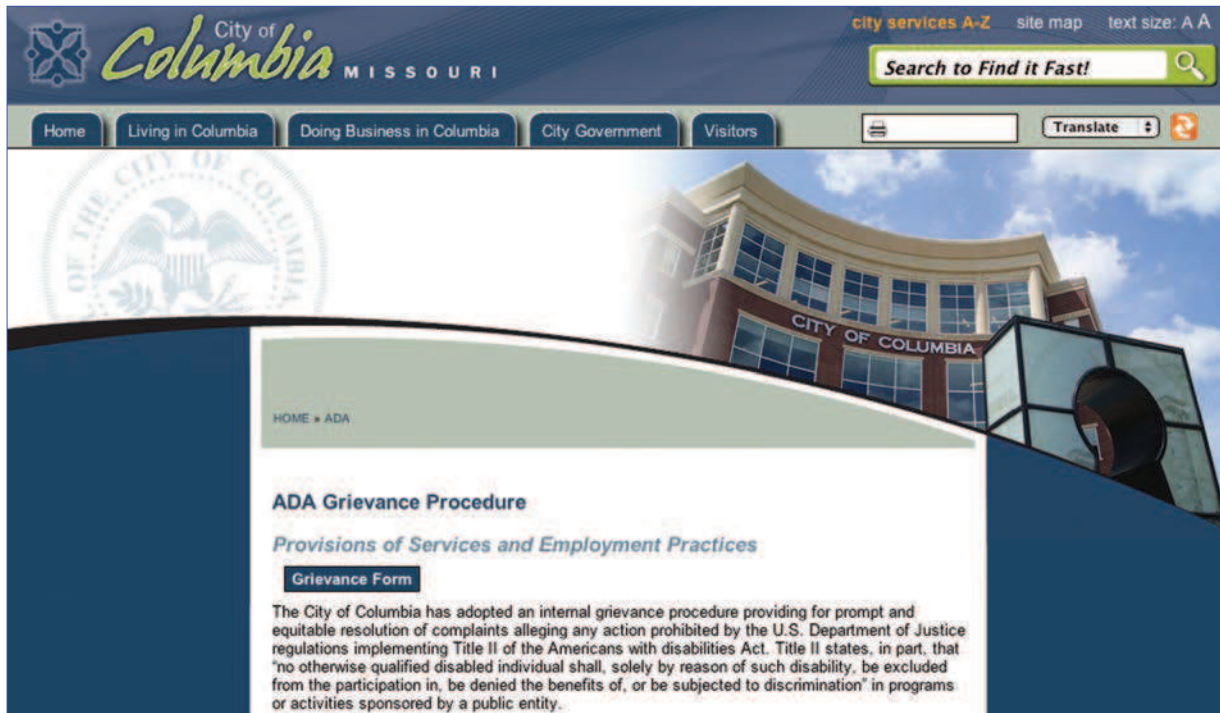 City of
Columbia
MISSOURI
city services A-Z site map text size: A A
Search to Find it Fast!
Home Living in Columbia Doing Business in Columbia City Government Visitors
Translate
OF THE CITY OF COLUMBIA
CITY OF COLUMBIA
HOME » ADA
ADA Grievance Procedure
Provisions of Services and Employment Practices
Grievance Form
The City of Columbia has adopted an internal grievance procedure providing for prompt and
equitable resolution of complaints alleging any action prohibited by the U.S. Department of Justice
regulations implementing Title II of the Americans with disabilities Act. Title II states, in part, that
"no otherwise qualified disabled individual shall, solely by reason of such disability, be excluded
from the participation in, be denied the benefits of, or be subjected to discrimination" in programs
or activities sponsored by a public entity.